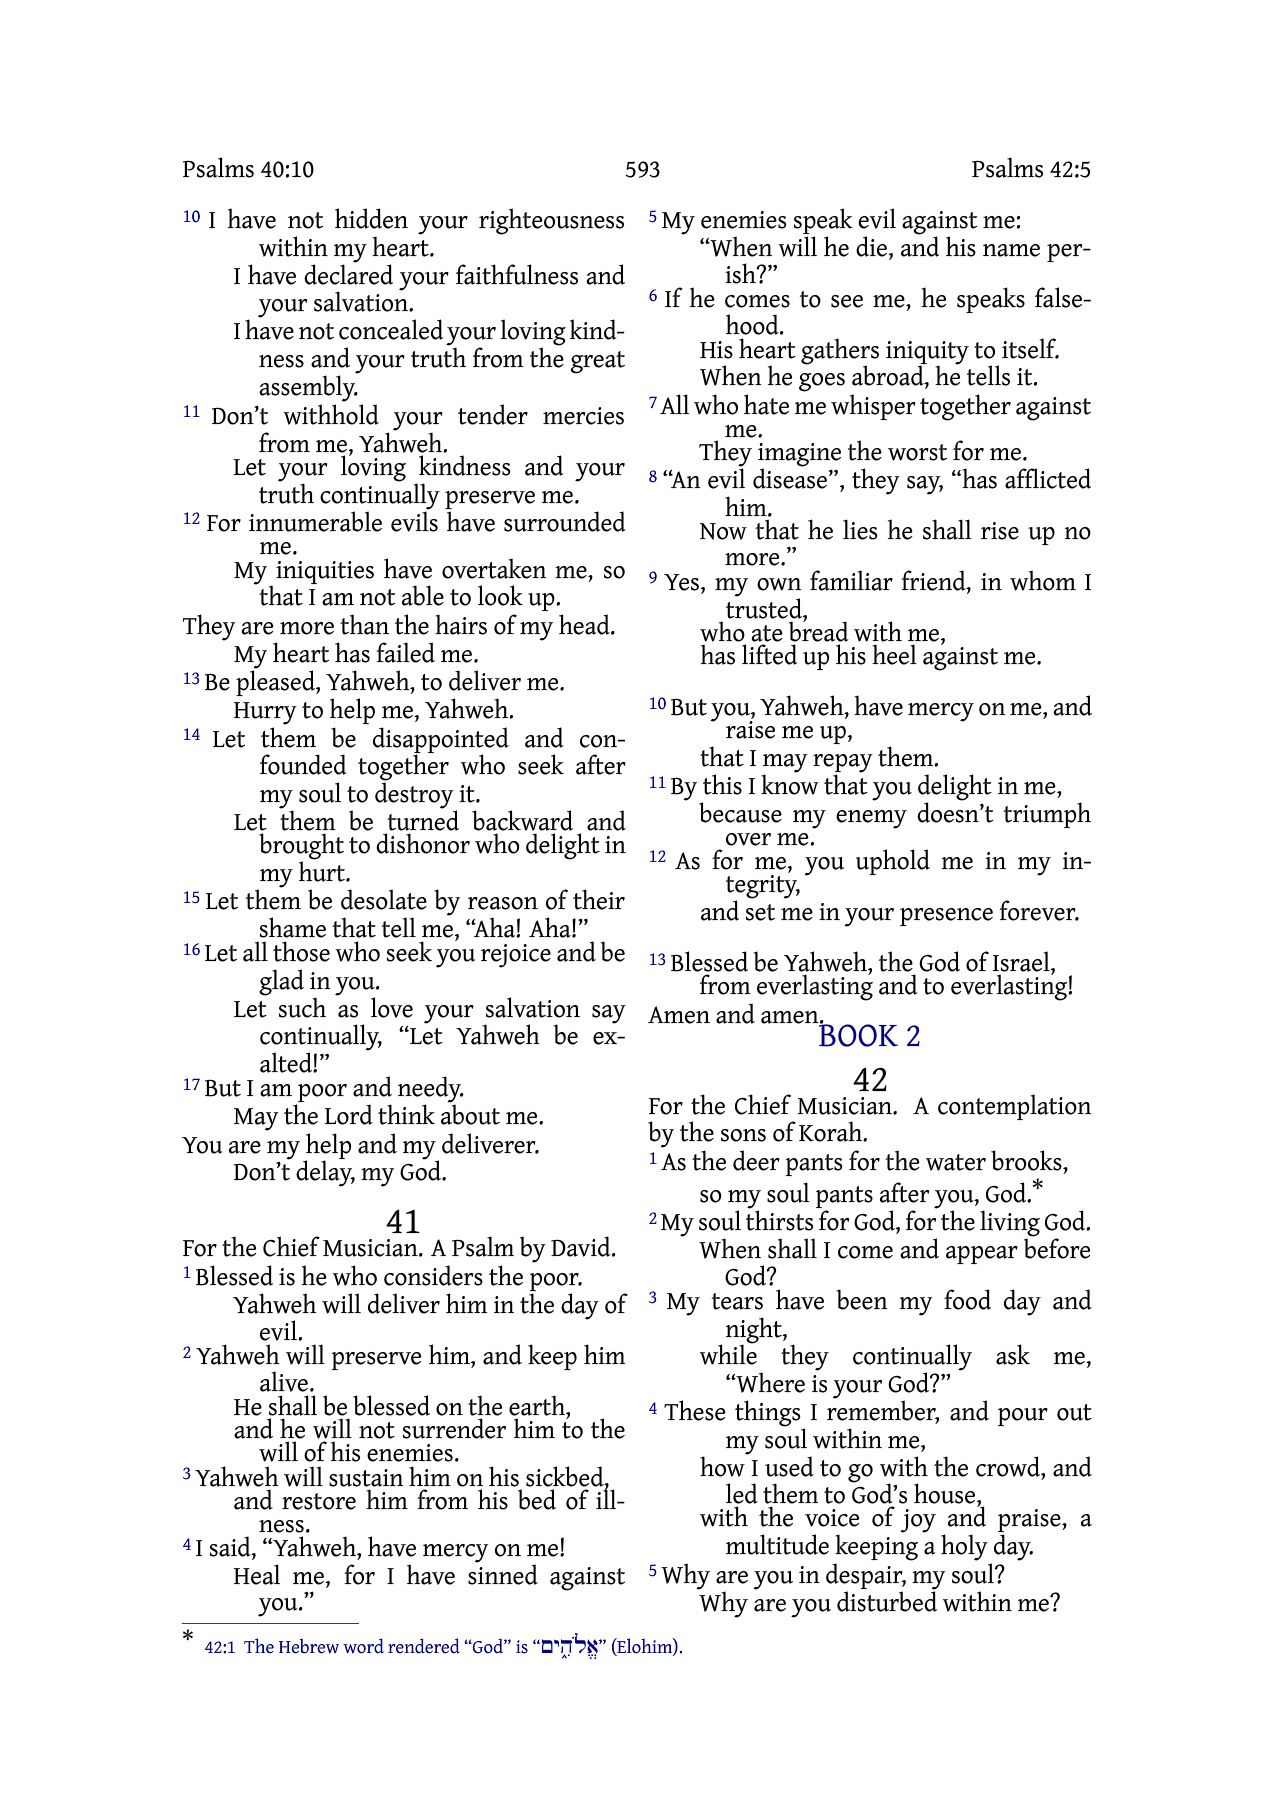 Psalms 40:10 593 Psalms 42:5
10 I have not hidden your righteousness
within my heart.
I have declared your faithfulness and
your salvation.
I have not concealed your loving kind-
ness and your truth from the great
assembly.
11 Don’t withhold your tender mercies
from me, Yahweh.
Let your loving kindness and your
truth continually preserve me.
12 For innumerable evils have surrounded
me.
My iniquities have overtaken me, so
that I am not able to look up.
They are more than the hairs of my head.
My heart has failed me.
13 Be pleased, Yahweh, to deliver me.
Hurry to help me, Yahweh.
14 Let them be disappointed and con-
founded together who seek after
my soul to destroy it.
Let them be turned backward and
brought to dishonor who delight in
my hurt.
15 Let them be desolate by reason of their
shame that tell me, “Aha! Aha!”
16 Let all those who seek you rejoice and be
glad in you.
Let such as love your salvation say
continually, “Let Yahweh be ex-
alted!”
17 But I am poor and needy.
May the Lord think about me.
You are my help and my deliverer.
Don’t delay, my God.
41
For the Chief Musician. A Psalm by David.
1 Blessed is he who considers the poor.
Yahweh will deliver him in the day of
evil.
2 Yahweh will preserve him, and keep him
alive.
He shall be blessed on the earth,
and he will not surrender him to the
will of his enemies.
3 Yahweh will sustain him on his sickbed,
and restore him from his bed of ill-
ness.
4 I said, “Yahweh, have mercy on me!
Heal me, for I have sinned against
you.”
5 My enemies speak evil against me:
“When will he die, and his name per-
ish?”
6 If he comes to see me, he speaks false-
hood.
His heart gathers iniquity to itself.
When he goes abroad, he tells it.
7 All who hate me whisper together against
me.
They imagine the worst for me.
8 “An evil disease”, they say, “has afflicted
him.
Now that he lies he shall rise up no
more.”
9 Yes, my own familiar friend, in whom I
trusted,
who ate bread with me,
has lifted up his heel against me.
10 But you, Yahweh, have mercy on me, and
raise me up,
that I may repay them.
11 By this I know that you delight in me,
because my enemy doesn’t triumph
over me.
12 As for me, you uphold me in my in-
tegrity,
and set me in your presence forever.
13 Blessed be Yahweh, the God of Israel,
from everlasting and to everlasting!
Amen and amen.
BOOK 2
42
For the Chief Musician. A contemplation
by the sons of Korah.
1 As the deer pants for the water brooks,
so my soul pants after you, God.*
2 My soul thirsts for God, for the living God.
When shall I come and appear before
God?
3 My tears have been my food day and
night,
while they continually ask me,
“Where is your God?”
4 These things I remember, and pour out
my soul within me,
how I used to go with the crowd, and
led them to God’s house,
with the voice of joy and praise, a
multitude keeping a holy day.
5 Why are you in despair, my soul?
Why are you disturbed within me?
* 42:1 The Hebrew word rendered “God” is “אֱלֹהִ֑ים” (Elohim).